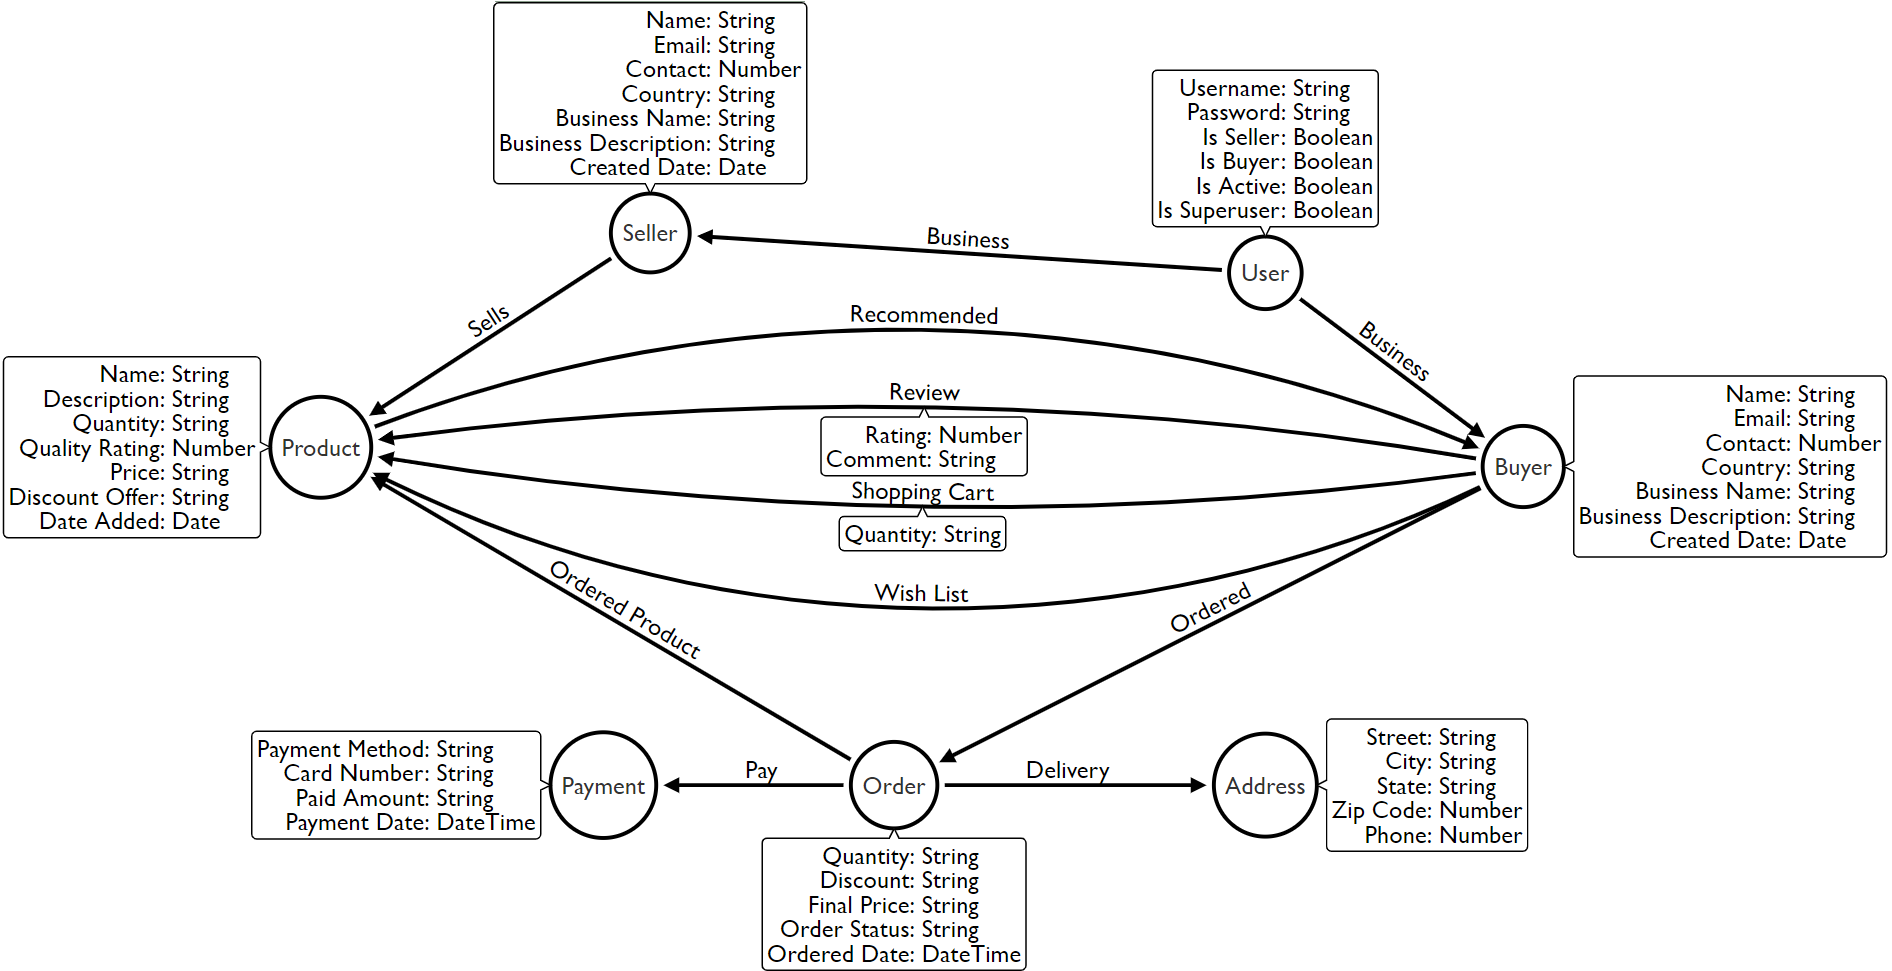 Name: String
Email: String
Contact: Number
Country: String
Business Name: String
Business Description: String
Created Date: Date
Seller
Username: String
Password: String
Is Seller: Boolean
Is Buyer: Boolean
Is Active: Boolean
Is Superuser: Boolean
User
Business
Sells
Recommended
Business
Name: String
Description: String
Quantity: String
Quality Rating: Number
Price: String
Discount Offer: String
Date Added: Date
Product
Review
Rating: Number
Comment: String
Shopping Cart
Quantity: String
Wish List
Buyer
Name: String
Email: String
Contact: Number
Country: String
Business Name: String
Business Description: String
Created Date: Date
Ordered Product
Ordered
Payment Method: String
Card Number: String
Paid Amount: String
Payment Date: DateTime
Payment
Pay
Order
Delivery
Address
Street: String
City: String
State: String
Zip Code: Number
Phone: Number
Quantity: String
Discount: String
Final Price: String
Order Status: String
Ordered Date: DateTime